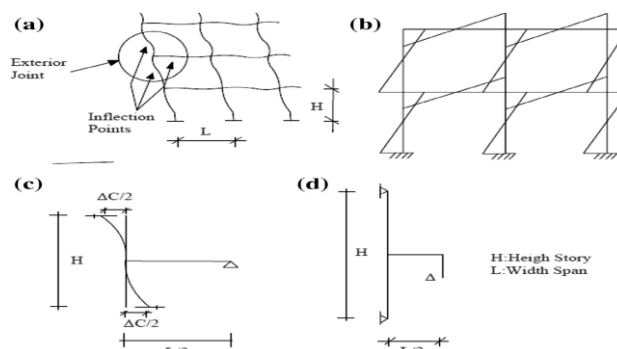 (a)
Exterior
Joint
Inflection
Points
L
H
(b)
(c)
ΔC/2
H
ΔC/2
(d)
H
Δ
H:Heigh Story
L:Width Span